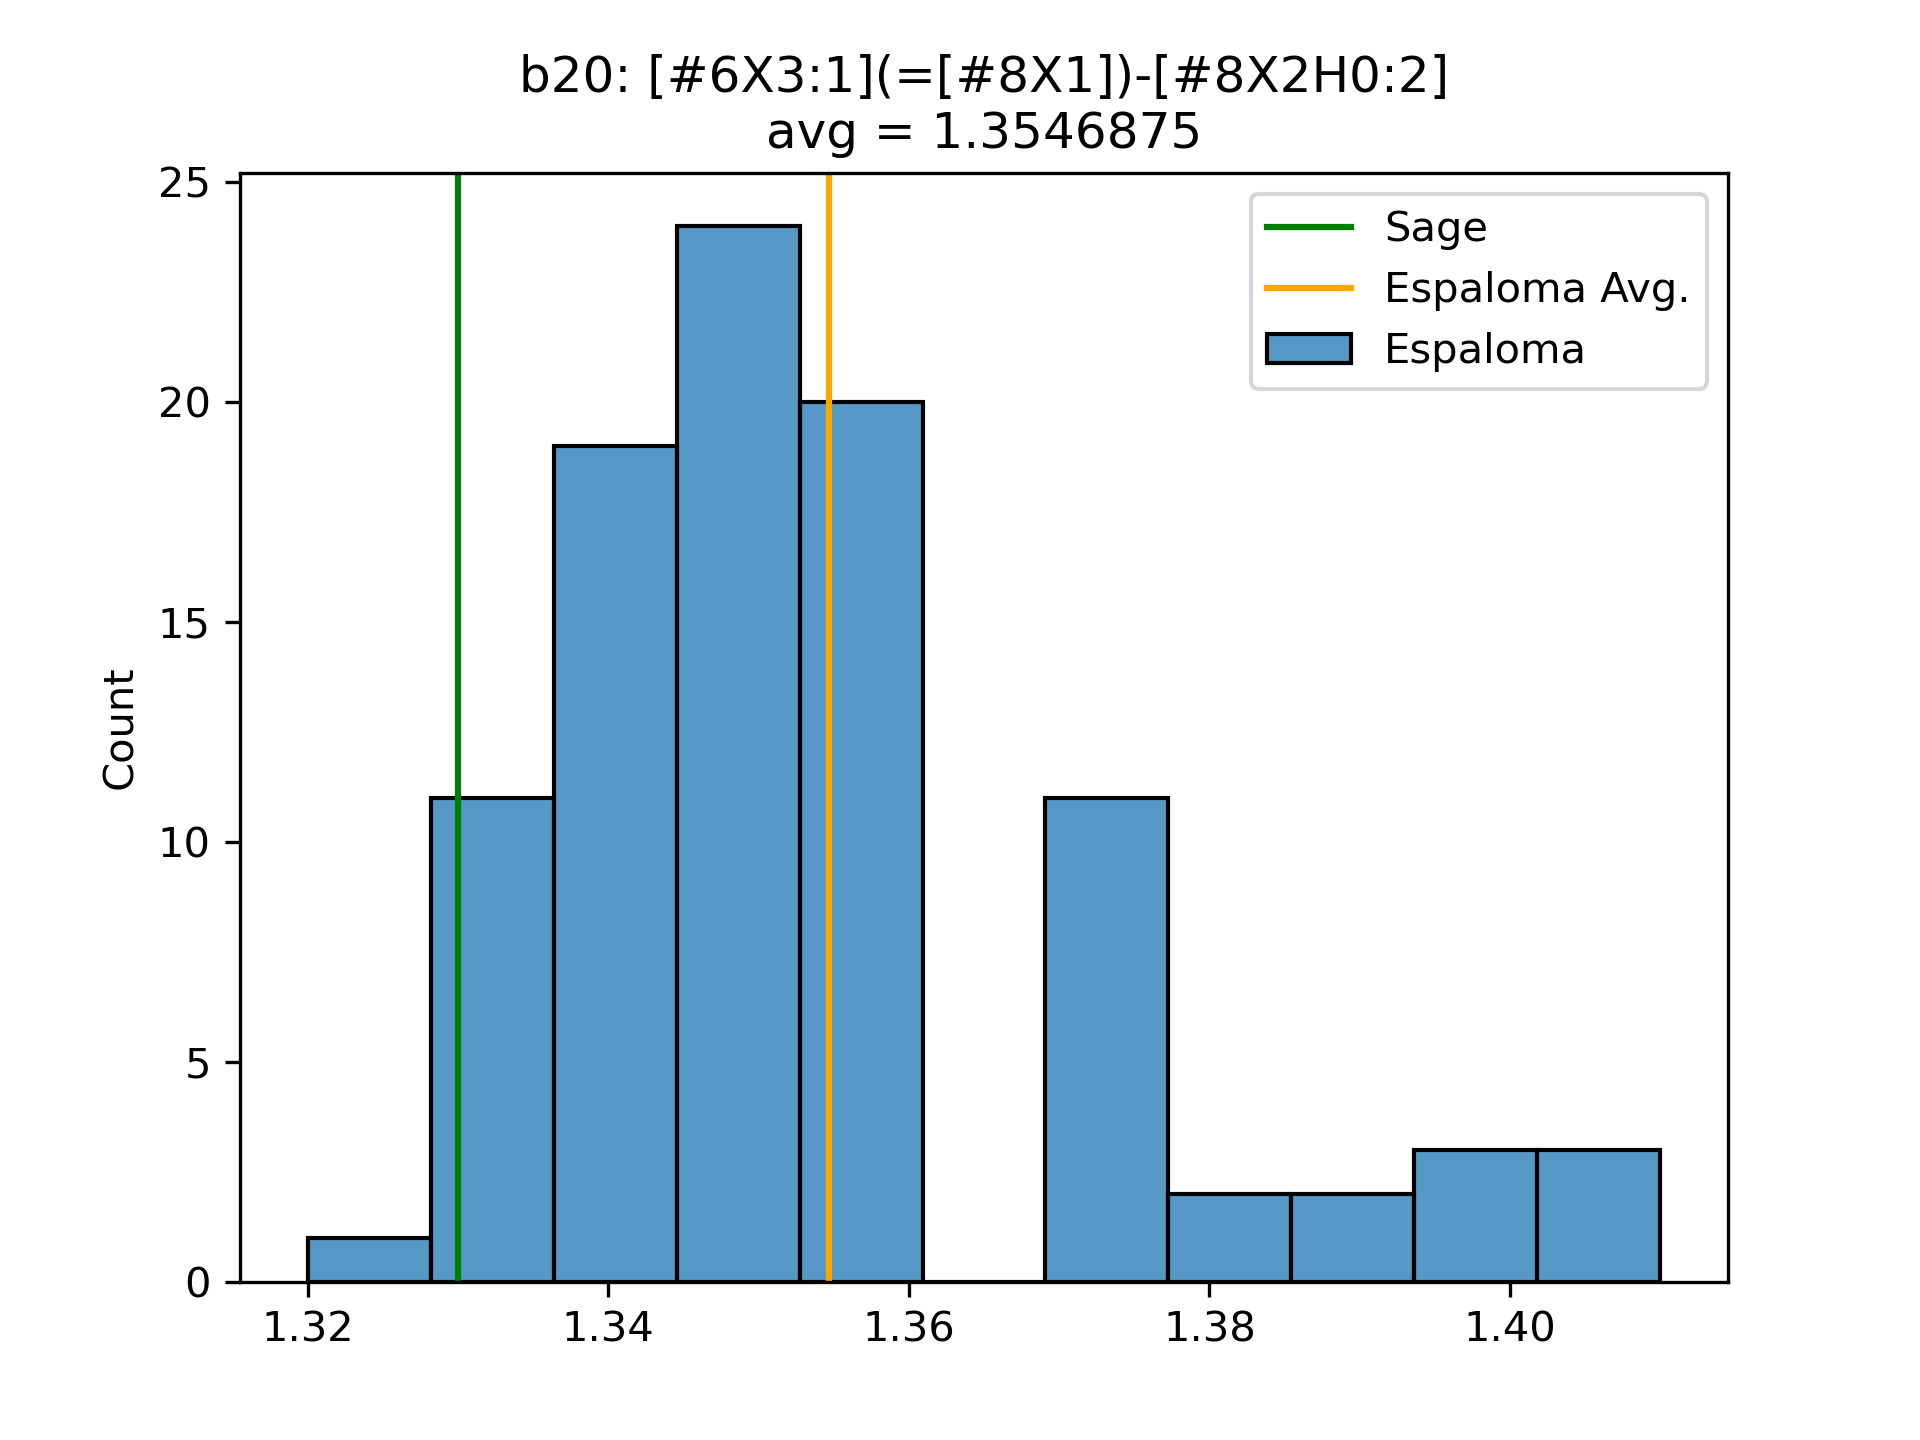 b20: [#6X3:1](=[#8X1])-[#8X2H0:2]
avg = 1.3546875
25
20
15
10
5
0
Count
Sage
Espaloma Avg.
Espaloma
1.32 1.34 1.36 1.38 1.40